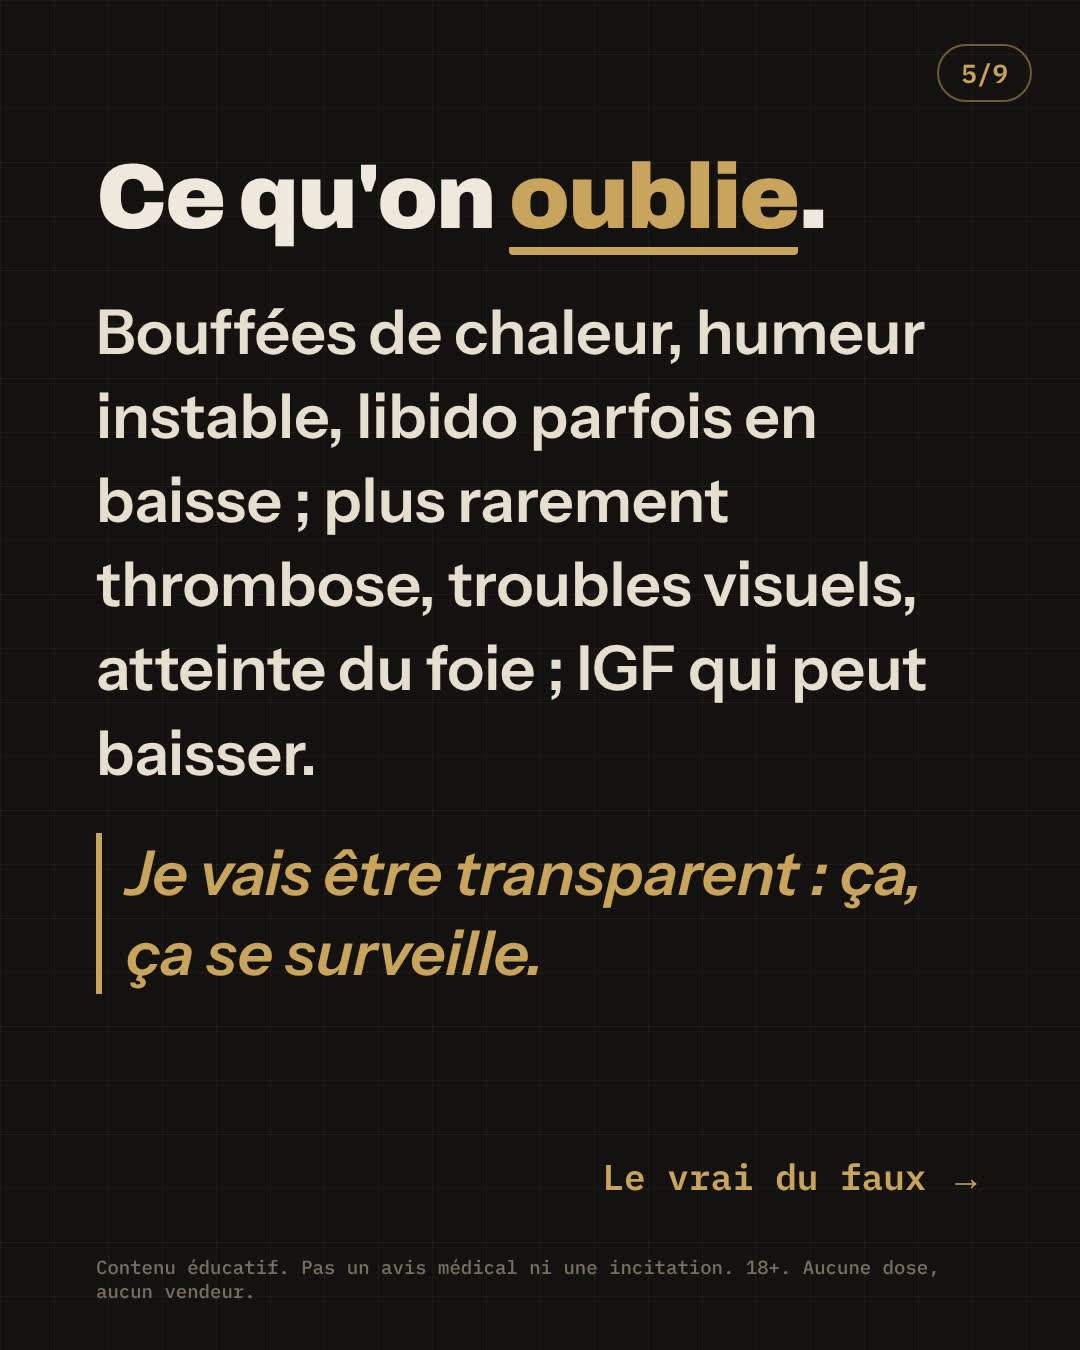 5/9
Ce qu'on oublie.
Bouffées de chaleur, humeur
instable, libido parfois en
baisse ; plus rarement
thrombose, troubles visuels,
atteinte du foie ; IGF qui peut
baisser.
Je vais être transparent : ça,
ça se surveille.
Le vrai du faux →
Contenu éducatif. Pas un avis médical ni une incitation. 18+. Aucune dose,
aucun vendeur.